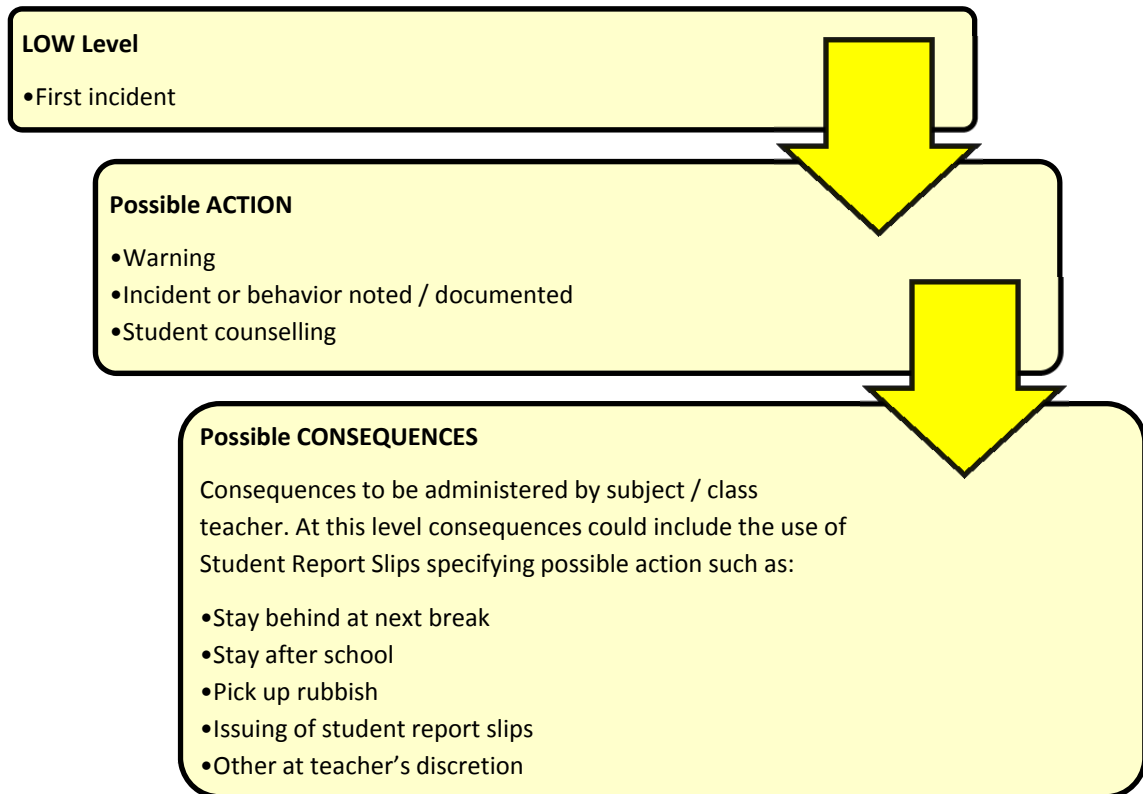 LOW Level
•First incident
Possible ACTION
•Warning
•Incident or behavior noted / documented
•Student counselling
Possible CONSEQUENCES
Consequences to be administered by subject / class
teacher. At this level consequences could include the use of
Student Report Slips specifying possible action such as:
•Stay behind at next break
•Stay after school
•Pick up rubbish
•Issuing of student report slips
•Other at teacher’s discretion